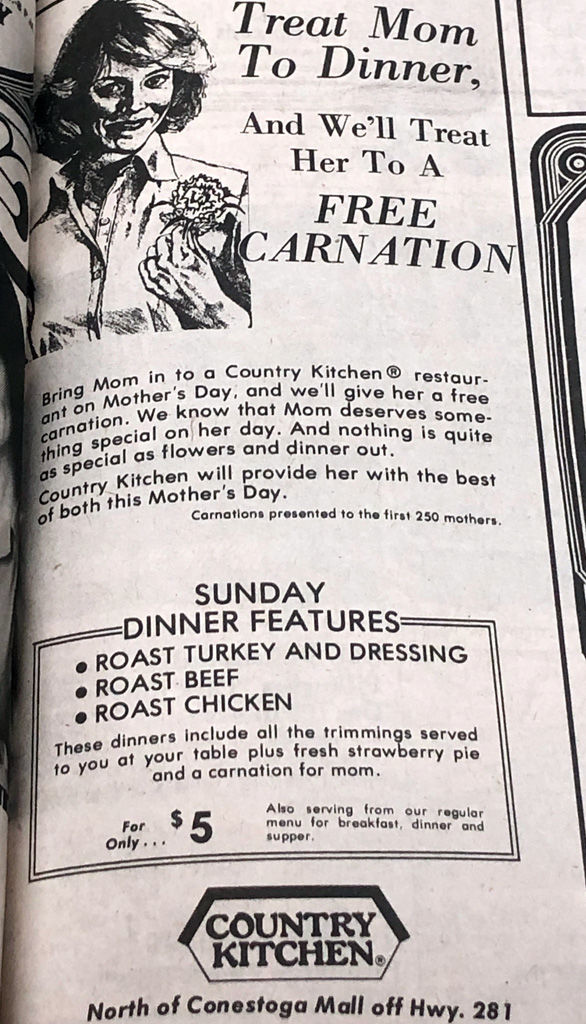 Treat Mom
To Dinner,
And We'll Treat
Her To A
FREE
CARNATION
Bring Mom in to a Country Kitchen® restaur-
ant on Mother's Day, and we'll give her a free
carnation. We know that Mom deserves some-
thing special on her day. And nothing is quite
as special as flowers and dinner out.
Country Kitchen will provide her with the best
of both this Mother's Day.
Carnations presented to the first 250 mothers.
SUNDAY
DINNER FEATURES
• ROAST TURKEY AND DRESSING
• ROAST BEEF
• ROAST CHICKEN
These dinners include all the trimmings served
to you at your table plus fresh strawberry pie
and a carnation for mom.
For
Only... $5
Also serving from our regular
menu for breakfast, dinner and
supper.
COUNTRY
KITCHEN®
North of Conestoga Mall off Hwy. 281